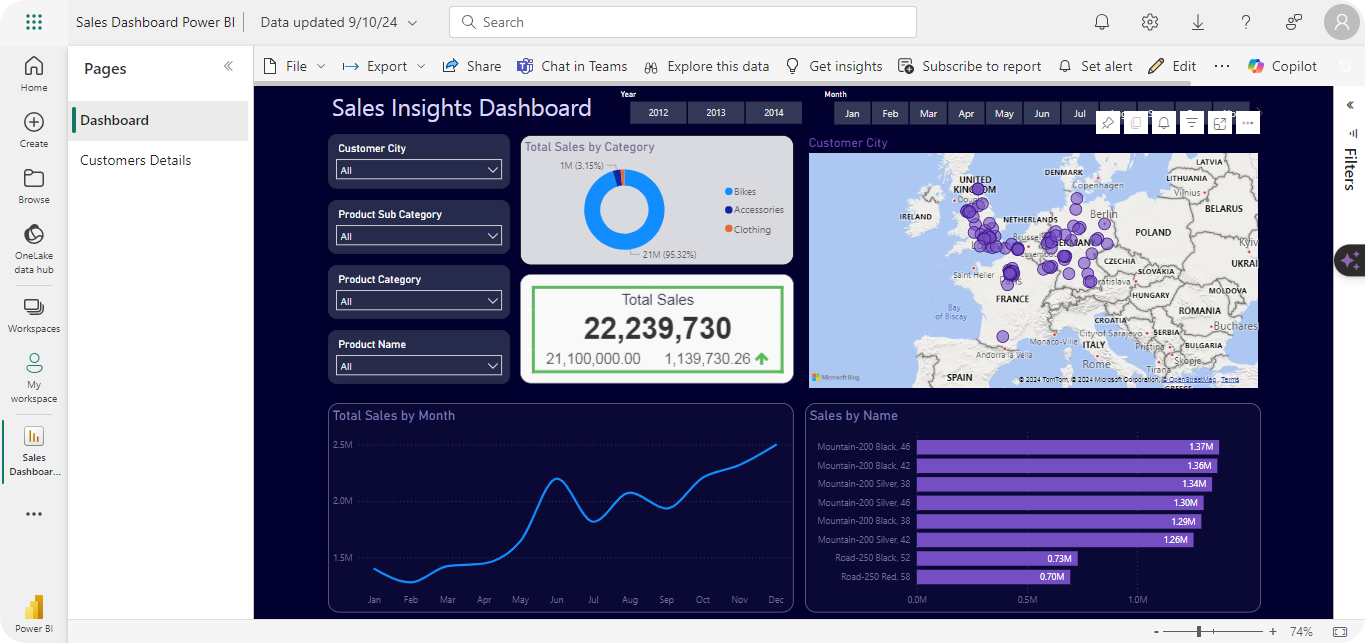 Sales Dashboard Power BI
Data updated 9/10/24
Search
Home
Create
Browse
OneLake
data hub
Workspaces
My
workspace
Sales
Dashboar...
Power BI
Pages
Dashboard
Customers Details
File
Export
Share
Chat in Teams
Explore this data
Get insights
Subscribe to report
Set alert
Edit
Copilot
Sales Insights Dashboard
Year
2012 2013 2014
Month
Jan Feb Mar Apr May Jun Jul
Customer City
All
Product Sub Category
All
Product Category
All
Product Name
All
Total Sales by Category
1M (3.15%)
21M (95.32%)
Bikes
Accessories
Clothing
Total Sales
22,239,730
21,100,000.00 1,139,730.26
Customer City
LATVIA
DENMARK
LITHUANIA
UNITED
KINGDOM
Copenhagen
Vilnius
BELARUS
IRELAND
NETHERLANDS
Berlin
POLAND
GERMANY
CZECHIA
UKRAI
Saint Helier
SLOVAKIA
FRANCE
HUNGARY
MOLDOVA
Bay
of Biscay
ROMANIA
CROATIA
Bucharest
City of Sarajevo
SERBIA
Monaco-Ville
ITALY
Pristina
BULGARIA
Andorra la Vella
Rome
Skopje
Tirana
SPAIN
Microsoft Bing
© 2024 TomTom, © 2024 Microsoft Corporation, © OpenStreetMap Terms
GREECE
Total Sales by Month
2.5M
2.0M
1.5M
Jan Feb Mar Apr May Jun Jul Aug Sep Oct Nov Dec
Sales by Name
Mountain-200 Black, 46 1.37M
Mountain-200 Black, 42 1.36M
Mountain-200 Silver, 38 1.34M
Mountain-200 Silver, 46 1.30M
Mountain-200 Black, 38 1.29M
Mountain-200 Silver, 42 1.26M
Road-250 Black, 52 0.73M
Road-250 Red, 58 0.70M
0.0M 0.5M 1.0M
Filters
- + 74%